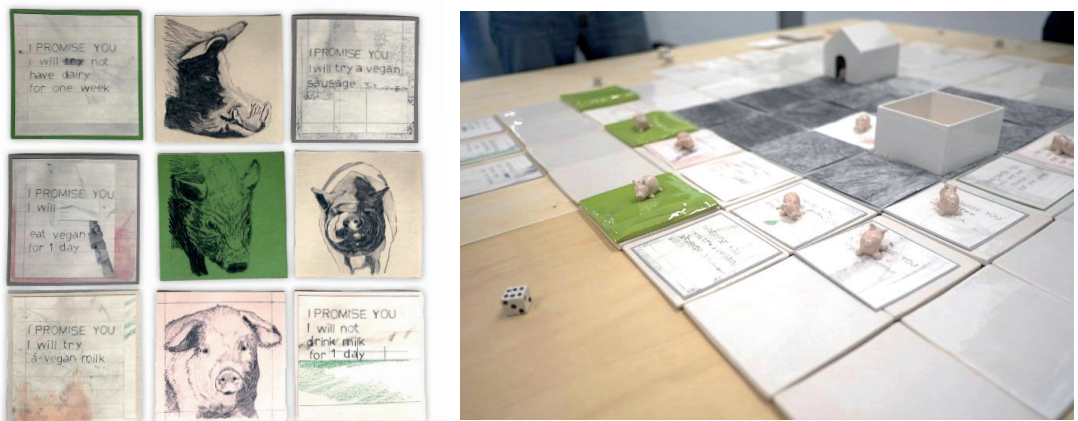 I PROMISE YOU
I will try not
have dairy
for one week
I PROMISE YOU
I will try a vegan
sausage
I PROMISE YOU
I will
eat vegan
for 1 day
I PROMISE YOU
I will try
a vegan milk
I PROMISE YOU
I will not
drink milk
for 1 day